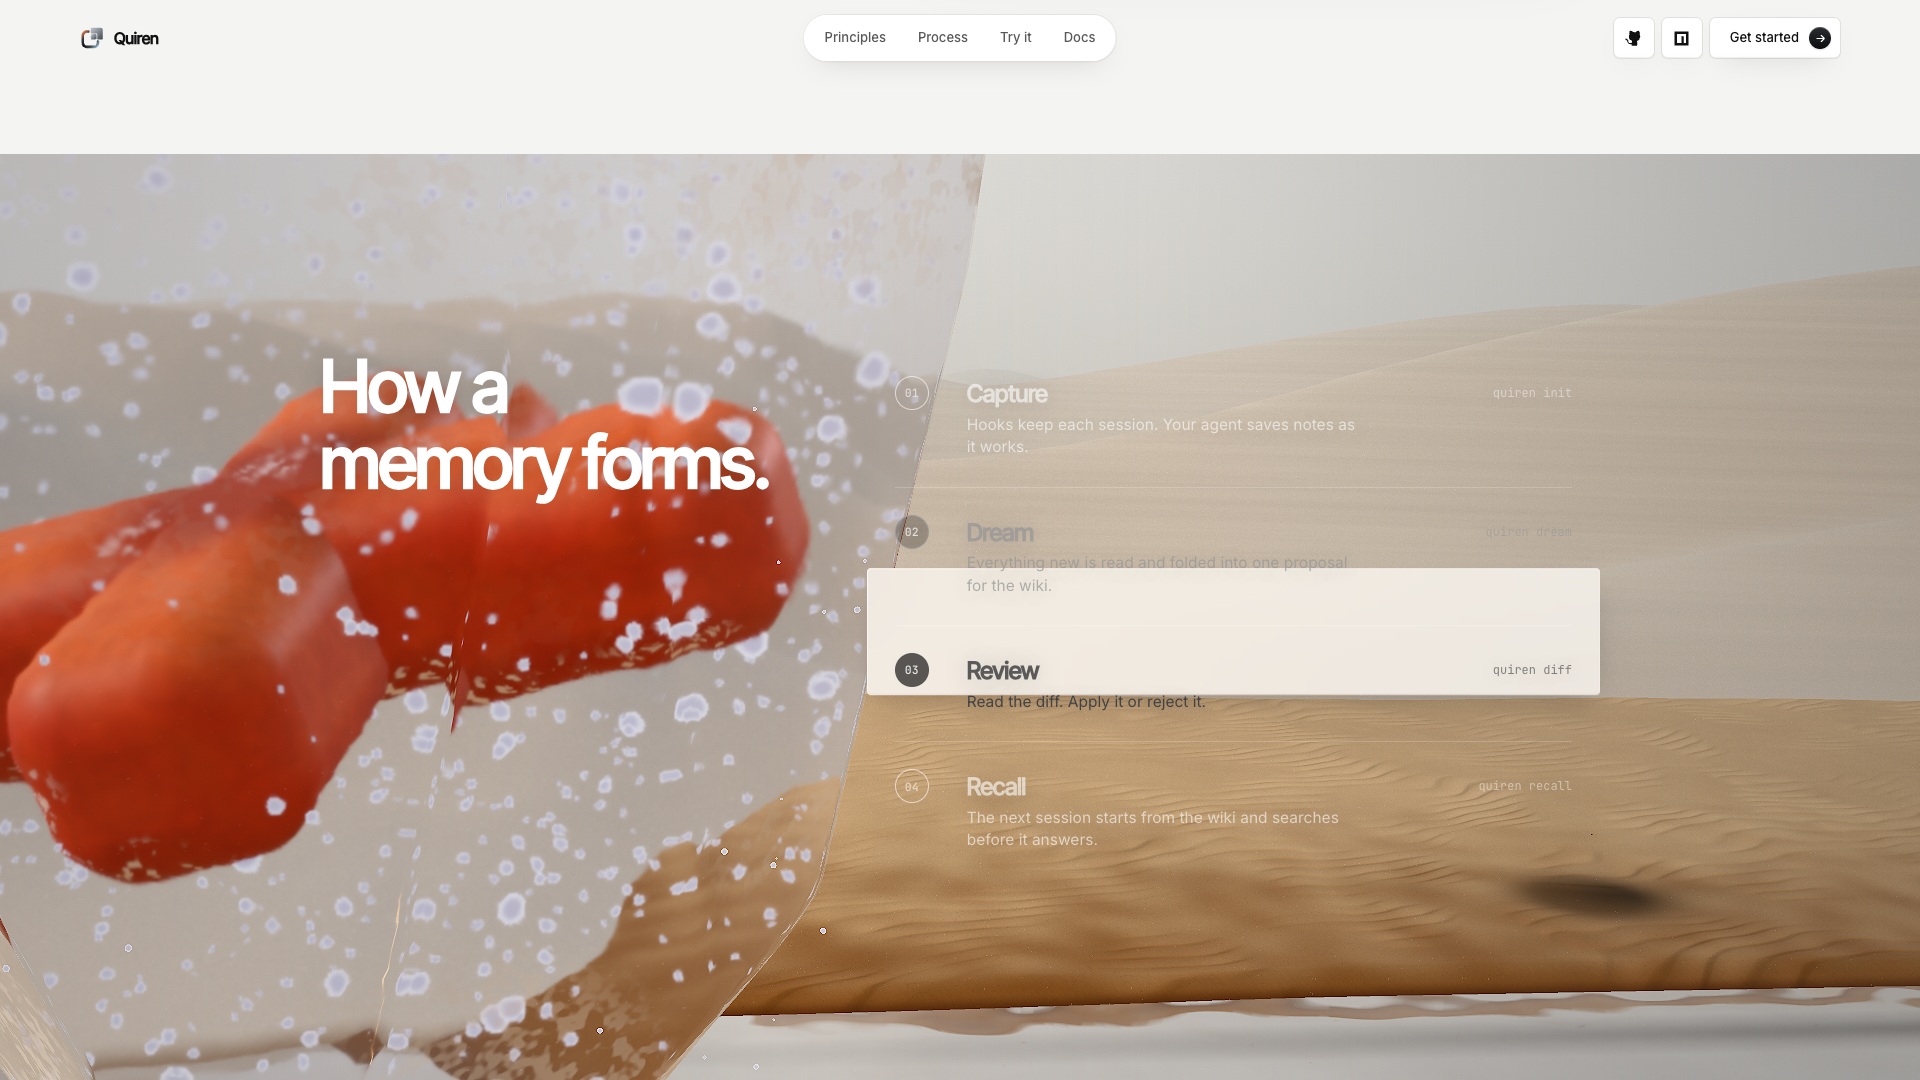 Quiren
Principles
Process
Try it
Docs
Get started
How a
memory forms.
01
Capture
quiren init
Hooks keep each session. Your agent saves notes as
it works.
02
Dream
quiren dream
Everything new is read and folded into one proposal
for the wiki.
03
Review
quiren diff
Read the diff. Apply it or reject it.
04
Recall
quiren recall
The next session starts from the wiki and searches
before it answers.